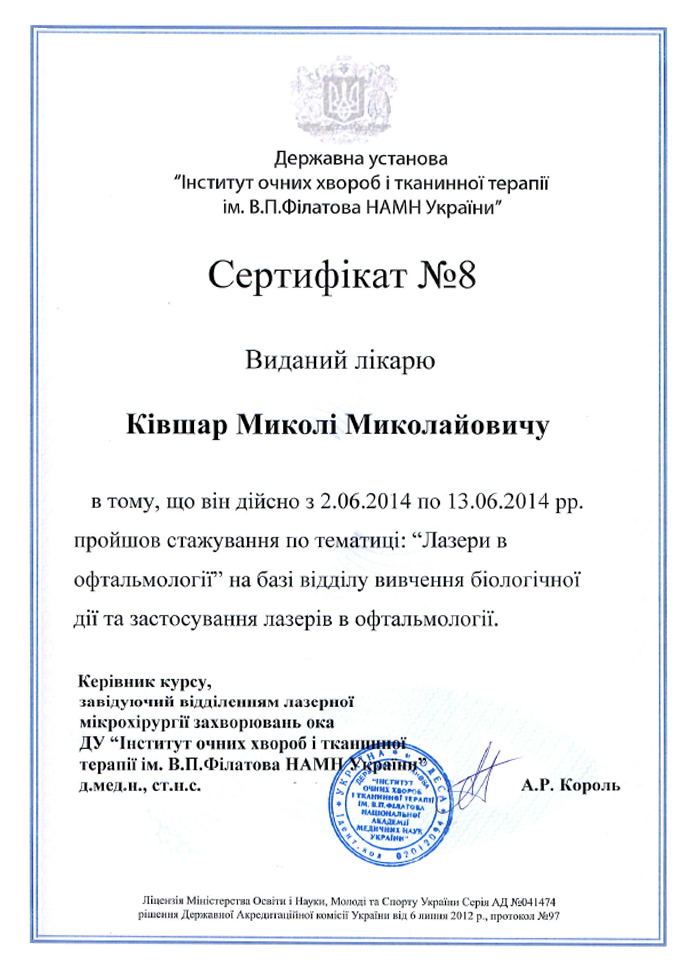 Державна установа
“Інститут очних хвороб і тканинної терапії
ім. В.П.Філатова НАМН України”
Сертифікат №8
Виданий лікарю
Ківшар Миколі Миколайовичу
в тому, що він дійсно з 2.06.2014 по 13.06.2014 рр.
пройшов стажування по тематиці: “Лазери в
офтальмології” на базі відділу вивчення біологічної
дії та застосування лазерів в офтальмології.
Керівник курсу,
завідуючий відділенням лазерної
мікрохірургії захворювань ока
ДУ “Інститут очних хвороб і тканинної
терапії ім. В.П.Філатова НАМН України”
д.мед.н., ст.н.с.
А.Р. Король
УКРАЇНА * м. ОДЕСА *
ДЕРЖАВНА УСТАНОВА
“ІНСТИТУТ
ОЧНИХ ХВОРОБ
І ТКАНИННОЇ ТЕРАПІЇ
ІМ. В.П.ФІЛАТОВА
НАЦІОНАЛЬНОЇ
АКАДЕМІЇ
МЕДИЧНИХ НАУК
УКРАЇНИ”
Ідент.код
Ліцензія Міністерства Освіти і Науки, Молоді та Спорту України Серія АД №041474
рішення Державної Акредитаційної комісії України від 6 липня 2012 р., протокол №97